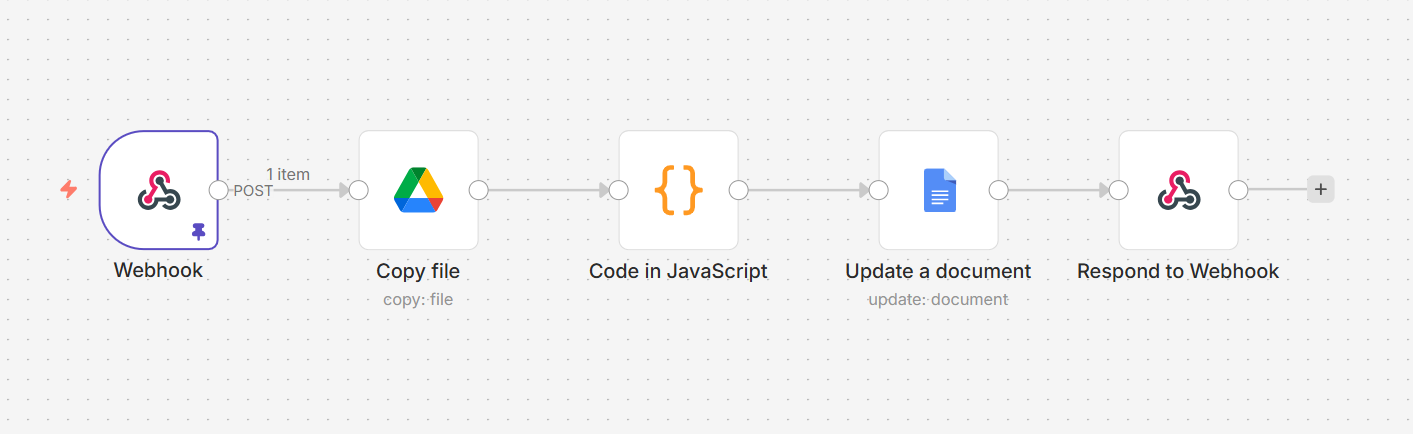 1 item
POST
Webhook
Copy file
copy: file
Code in JavaScript
Update a document
update: document
Respond to Webhook
+